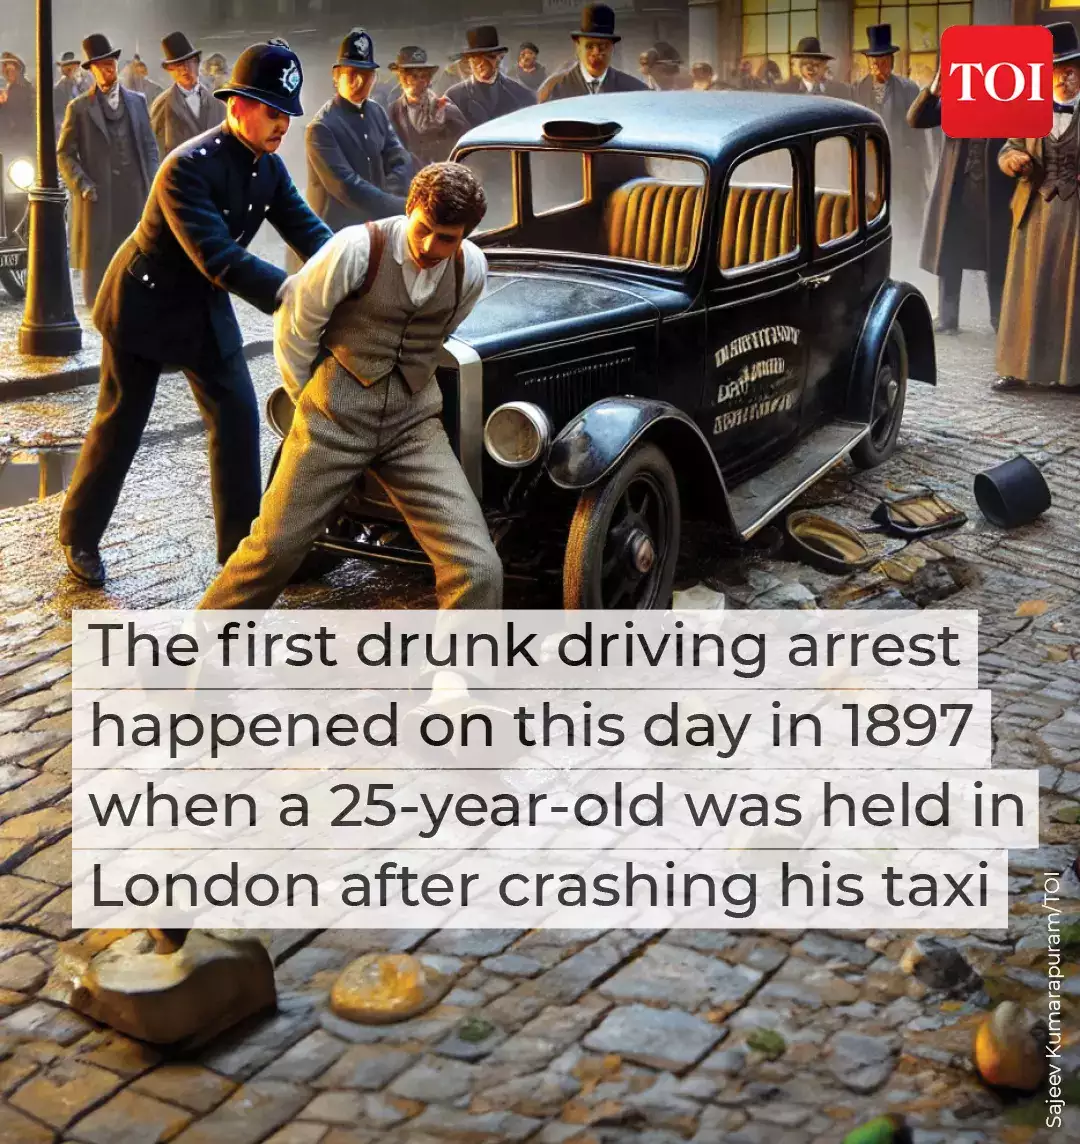 TOI
The first drunk driving arrest
happened on this day in 1897
when a 25-year-old was held in
London after crashing his taxi
Sajeev Kumarapuram/TOI